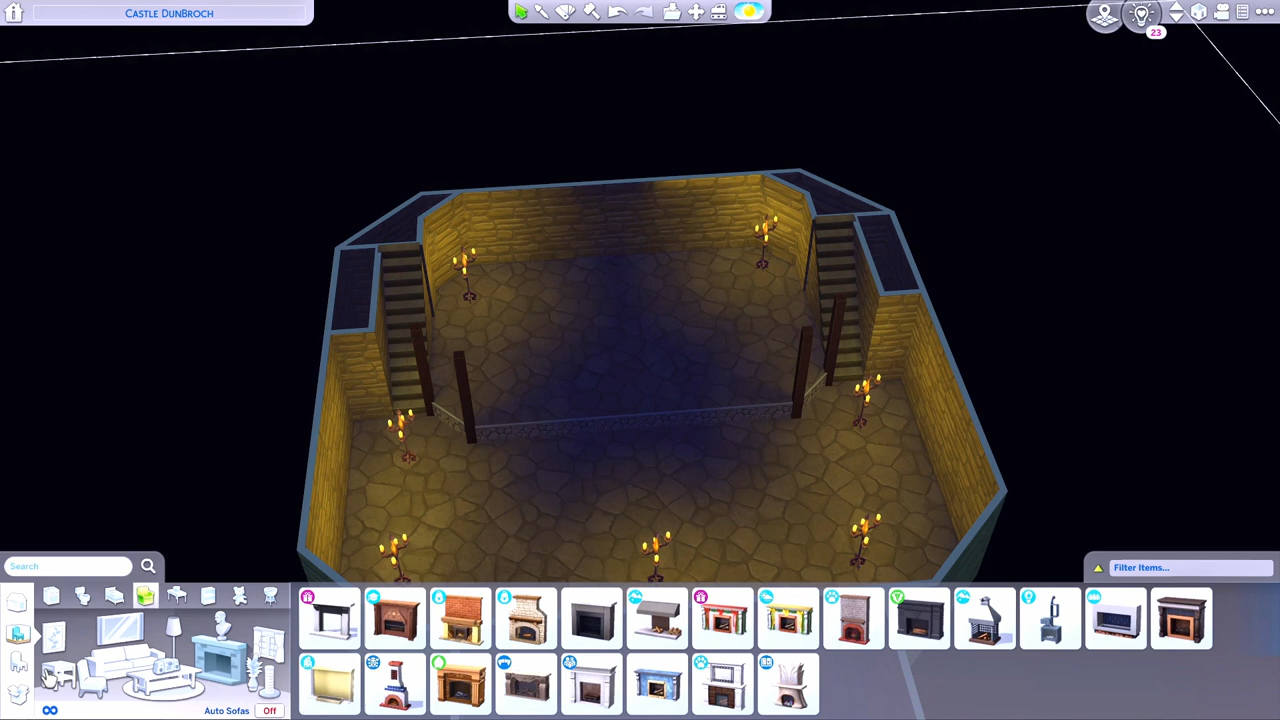 CASTLE DUNBROCH
23
Search
Filter Items...
Auto Sofas
Off